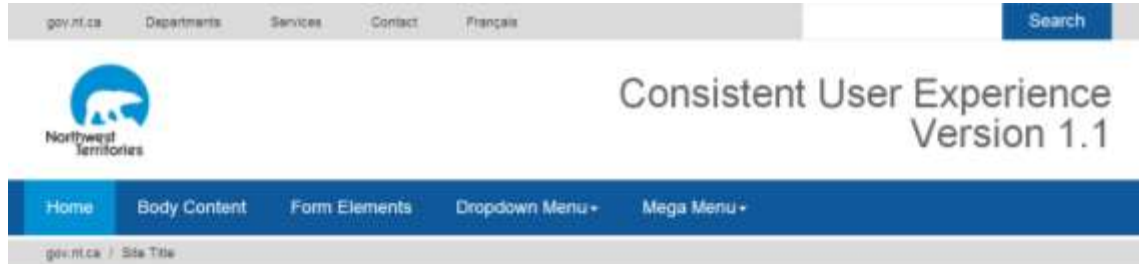 gov.nt.ca Departments Services Contact Français Search
Consistent User Experience
Version 1.1
Northwest
Territories
Home Body Content Form Elements Dropdown Menu Mega Menu
gov.nt.ca / Site Title